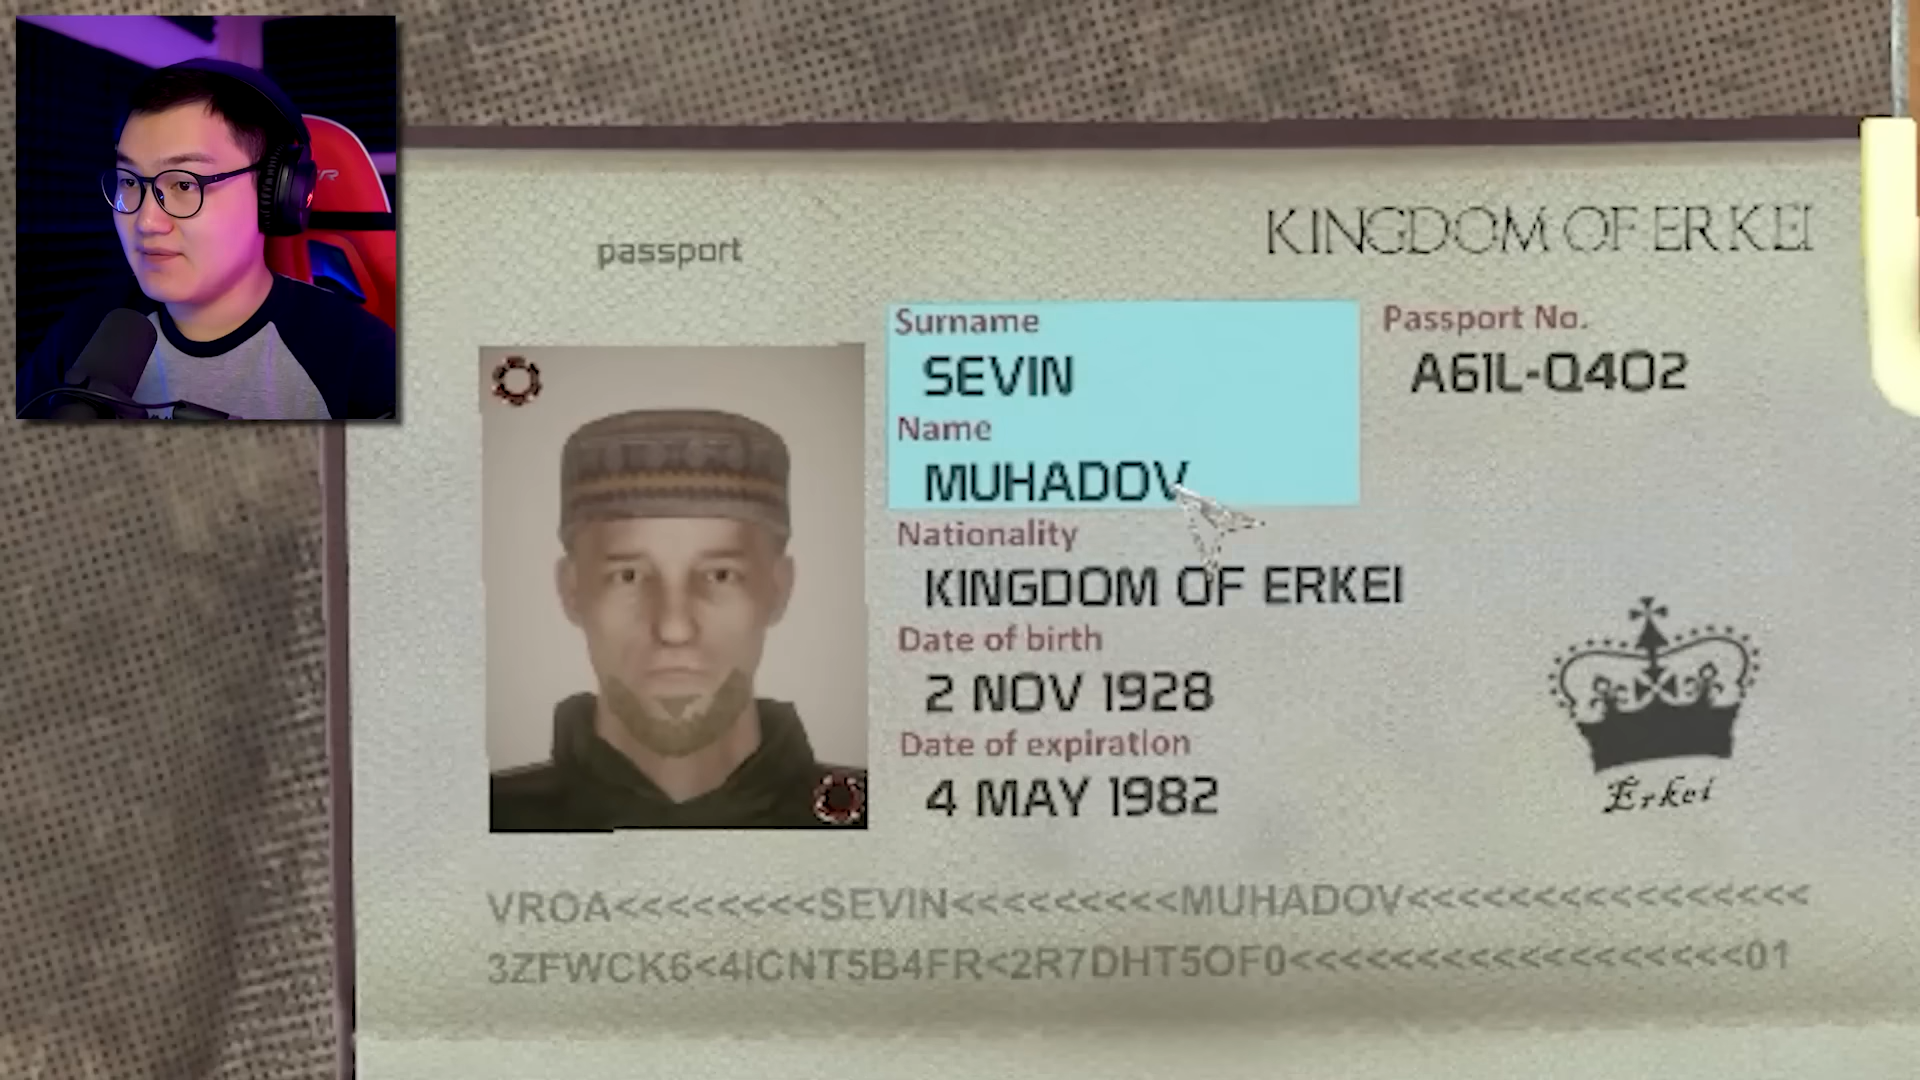 passport
KINGDOM OF ERKEI
Surname
SEVIN
Name
MUHADOV
Nationality
KINGDOM OF ERKEI
Date of birth
2 NOV 1928
Date of expiration
4 MAY 1982
Passport No.
A61L-Q402
Erkei
VROA<<<<<<<<SEVIN<<<<<<<<<MUHADOV<<<<<<<<<<<<<<<<
3ZFWCK6<4ICNT5B4FR<2R7DHT5OF0<<<<<<<<<<<<<<<<<<<01